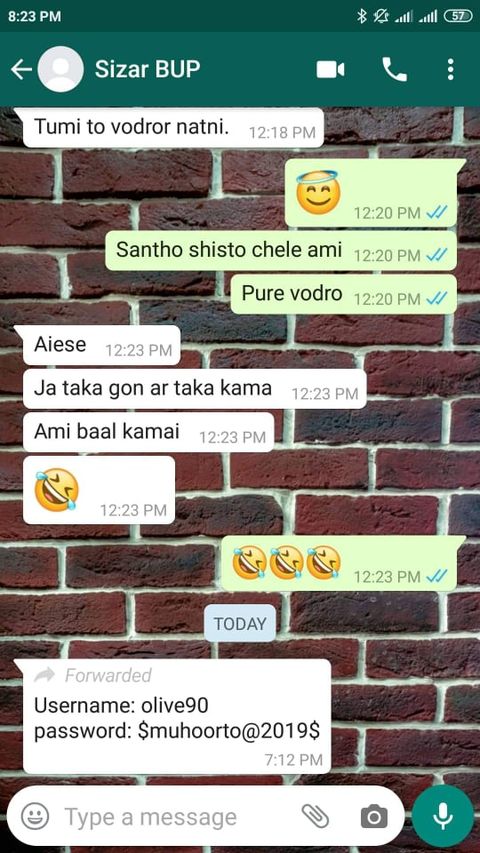 8:23 PM 57
Sizar BUP
Tumi to vodror natni. 12:18 PM
12:20 PM
Santho shisto chele ami 12:20 PM
Pure vodro 12:20 PM
Aiese 12:23 PM
Ja taka gon ar taka kama 12:23 PM
Ami baal kamai 12:23 PM
12:23 PM
12:23 PM
TODAY
Forwarded
Username: olive90
password: $muhoorto@2019$
7:12 PM
Type a message